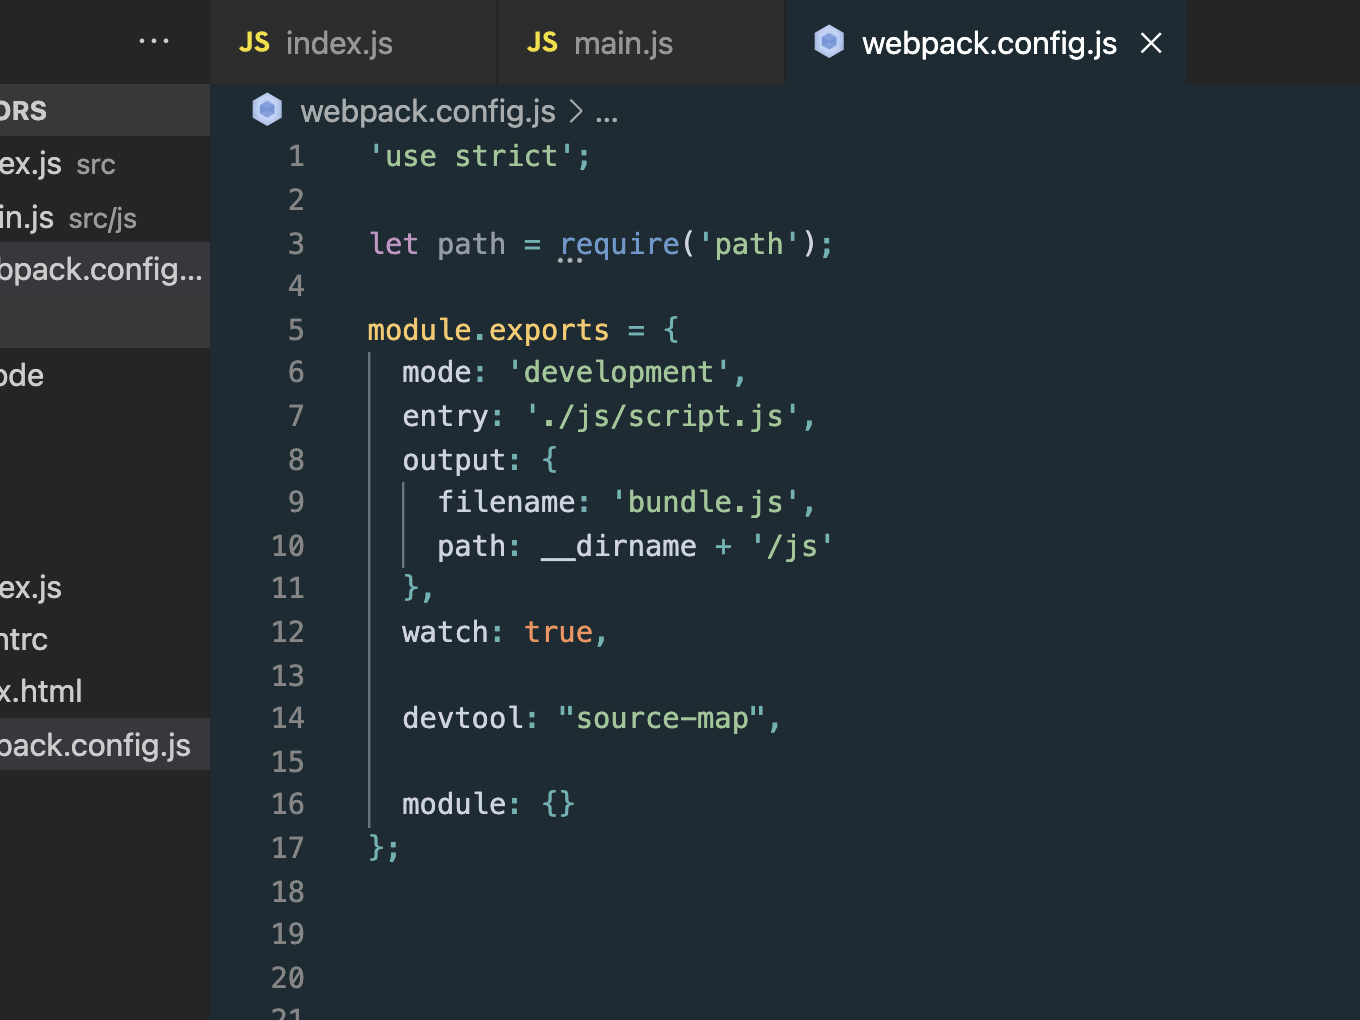 ...
JS index.js
JS main.js
webpack.config.js
ORS
webpack.config.js > ...
ex.js src
in.js src/js
bpack.config...
ode
ex.js
ntrc
x.html
pack.config.js
1 'use strict';
2
3 let path = require('path');
4
5 module.exports = {
6 mode: 'development',
7 entry: './js/script.js',
8 output: {
9 filename: 'bundle.js',
10 path: __dirname + '/js'
11 },
12 watch: true,
13
14 devtool: "source-map",
15
16 module: {}
17 };
18
19
20
21